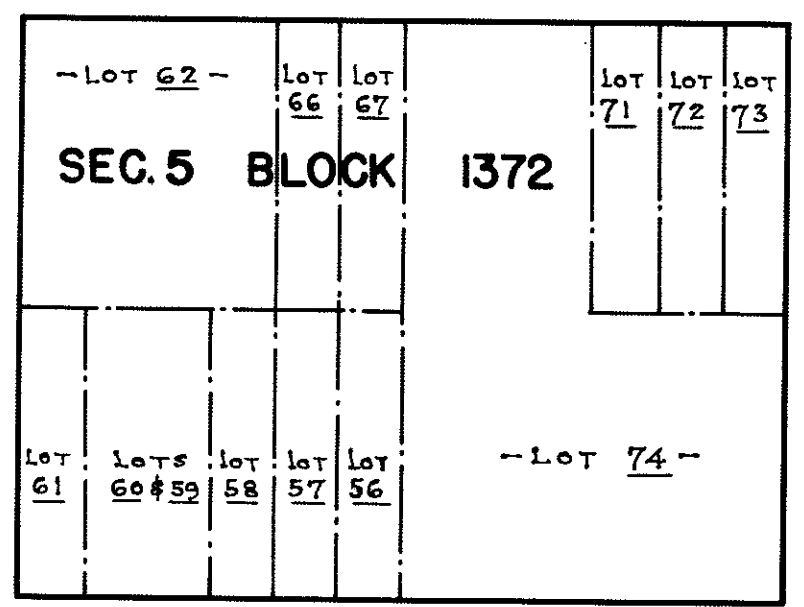 -LOT 62-
LOT 66
LOT 67
LOT 71
LOT 72
LOT 73
SEC. 5 BLOCK 1372
LOT 61
LOTS 60 & 59
LOT 58
LOT 57
LOT 56
-LOT 74-